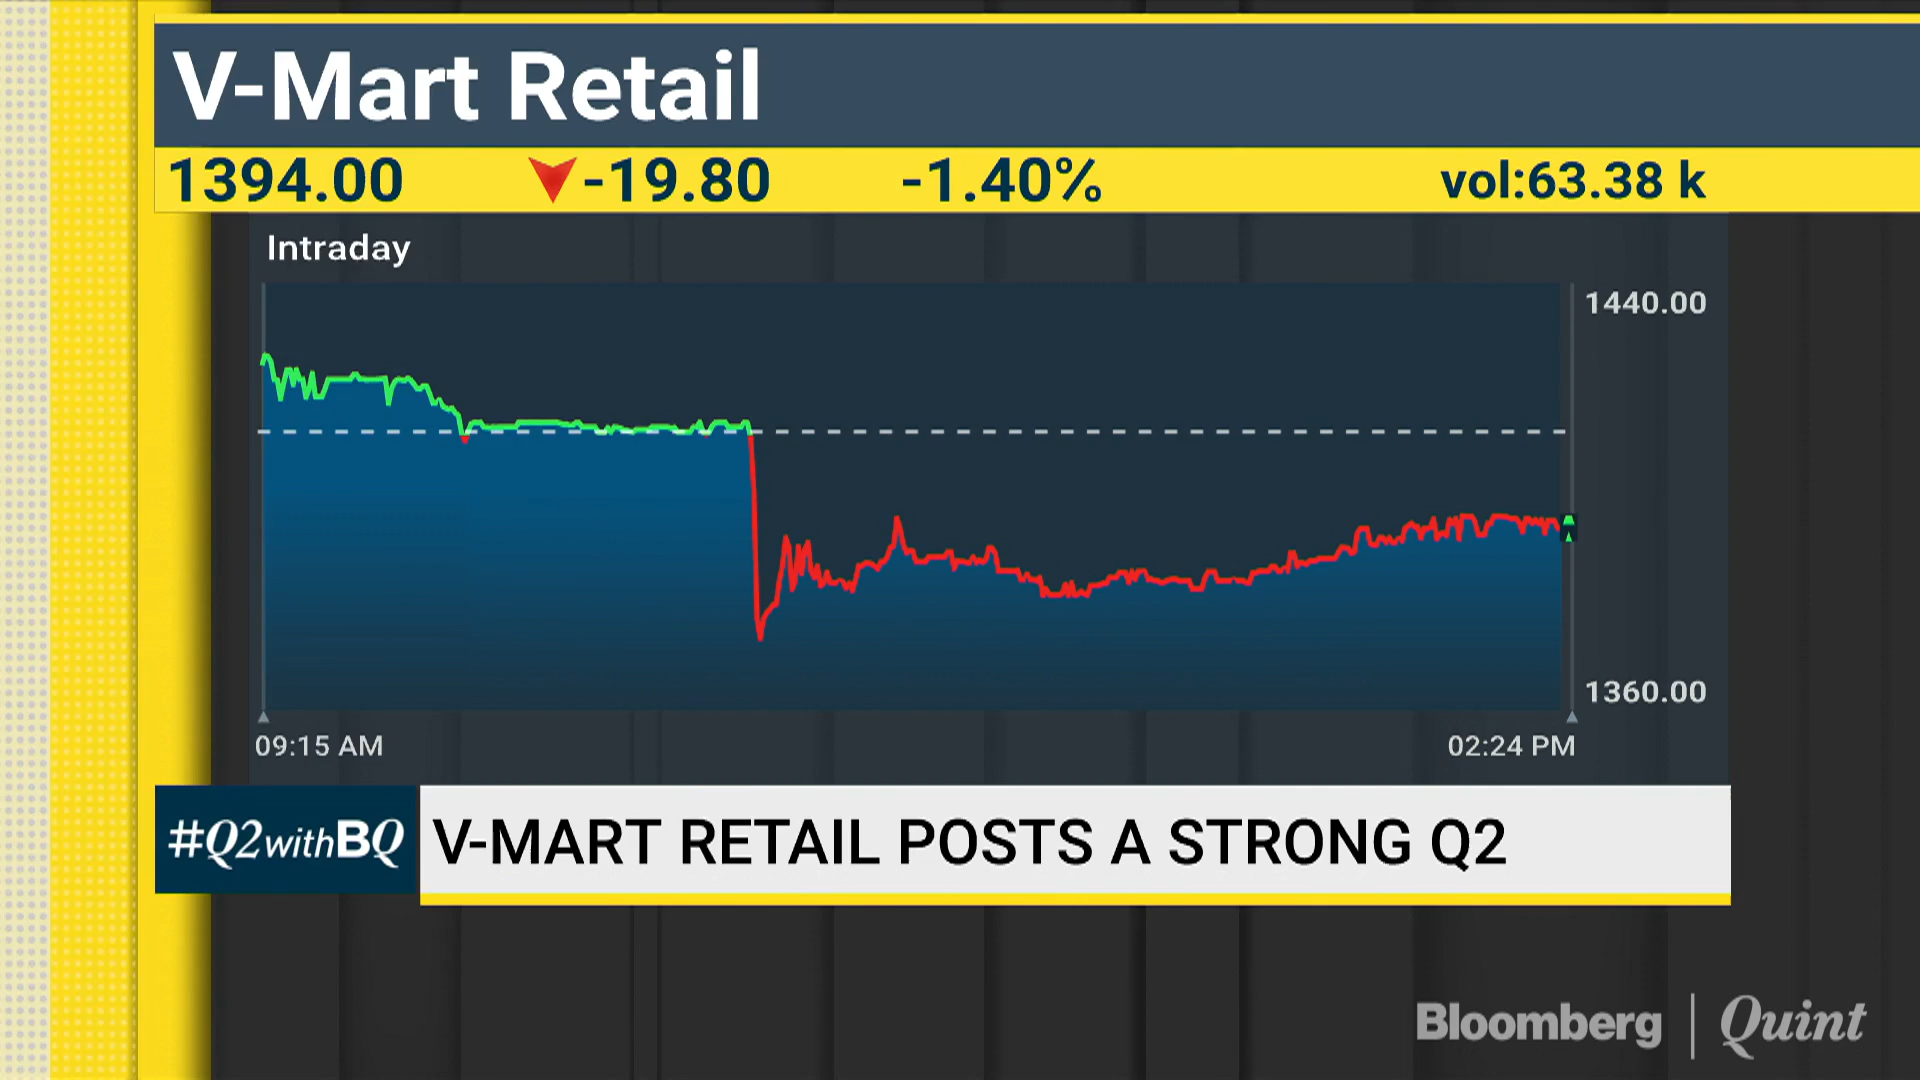 V-Mart Retail
1394.00 -19.80 -1.40% vol:63.38 k
Intraday
1440.00
1360.00
09:15 AM 02:24 PM
#Q2withBQ V-MART RETAIL POSTS A STRONG Q2
Bloomberg | Quint